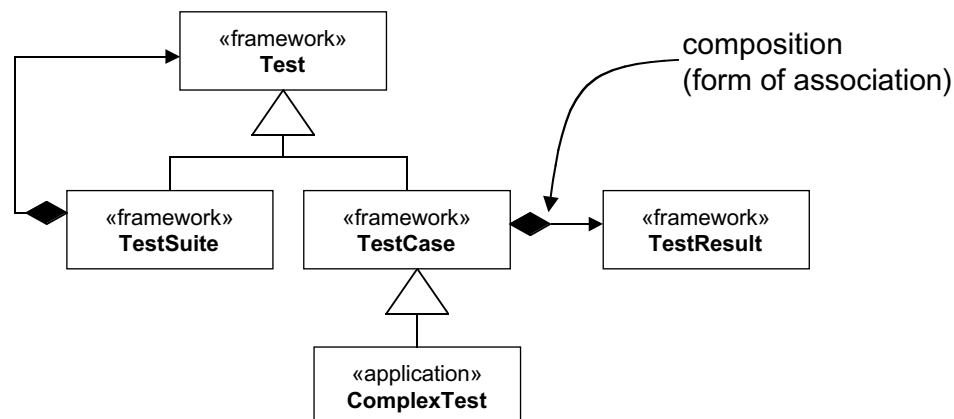 «framework»
Test
composition
(form of association)
«framework»
TestSuite
«framework»
TestCase
«framework»
TestResult
«application»
ComplexTest